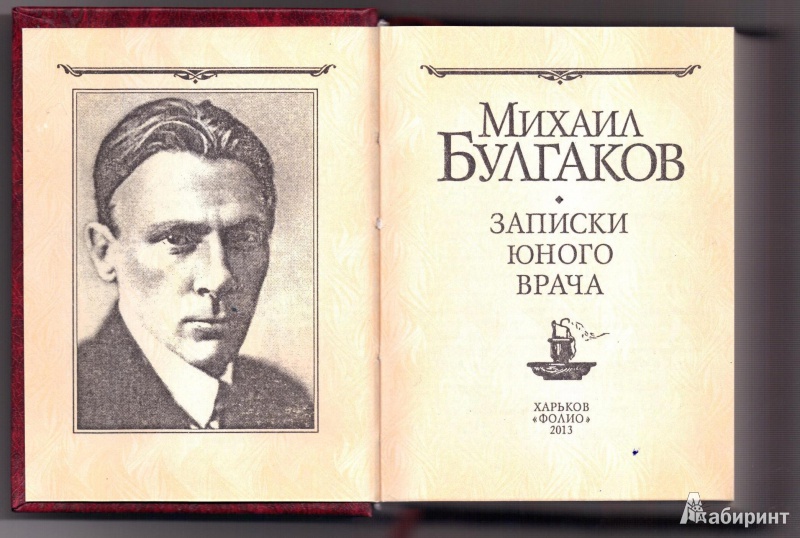 МИХАИЛ
БУЛГАКОВ
ЗАПИСКИ
ЮНОГО
ВРАЧА
ХАРЬКОВ
«ФОЛИО»
2013
Лабиринт